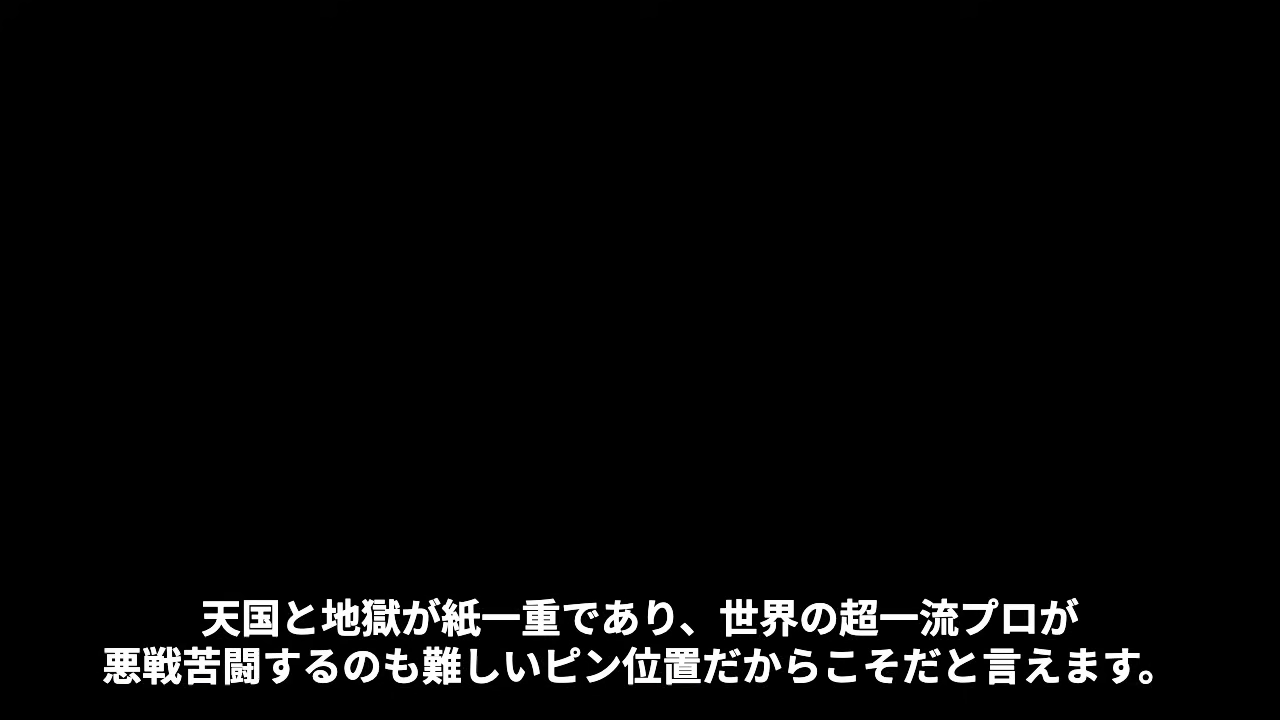 天国と地獄が紙一重であり、世界の超一流プロが
悪戦苦闘するのも難しいピン位置だからこそだと言えます。